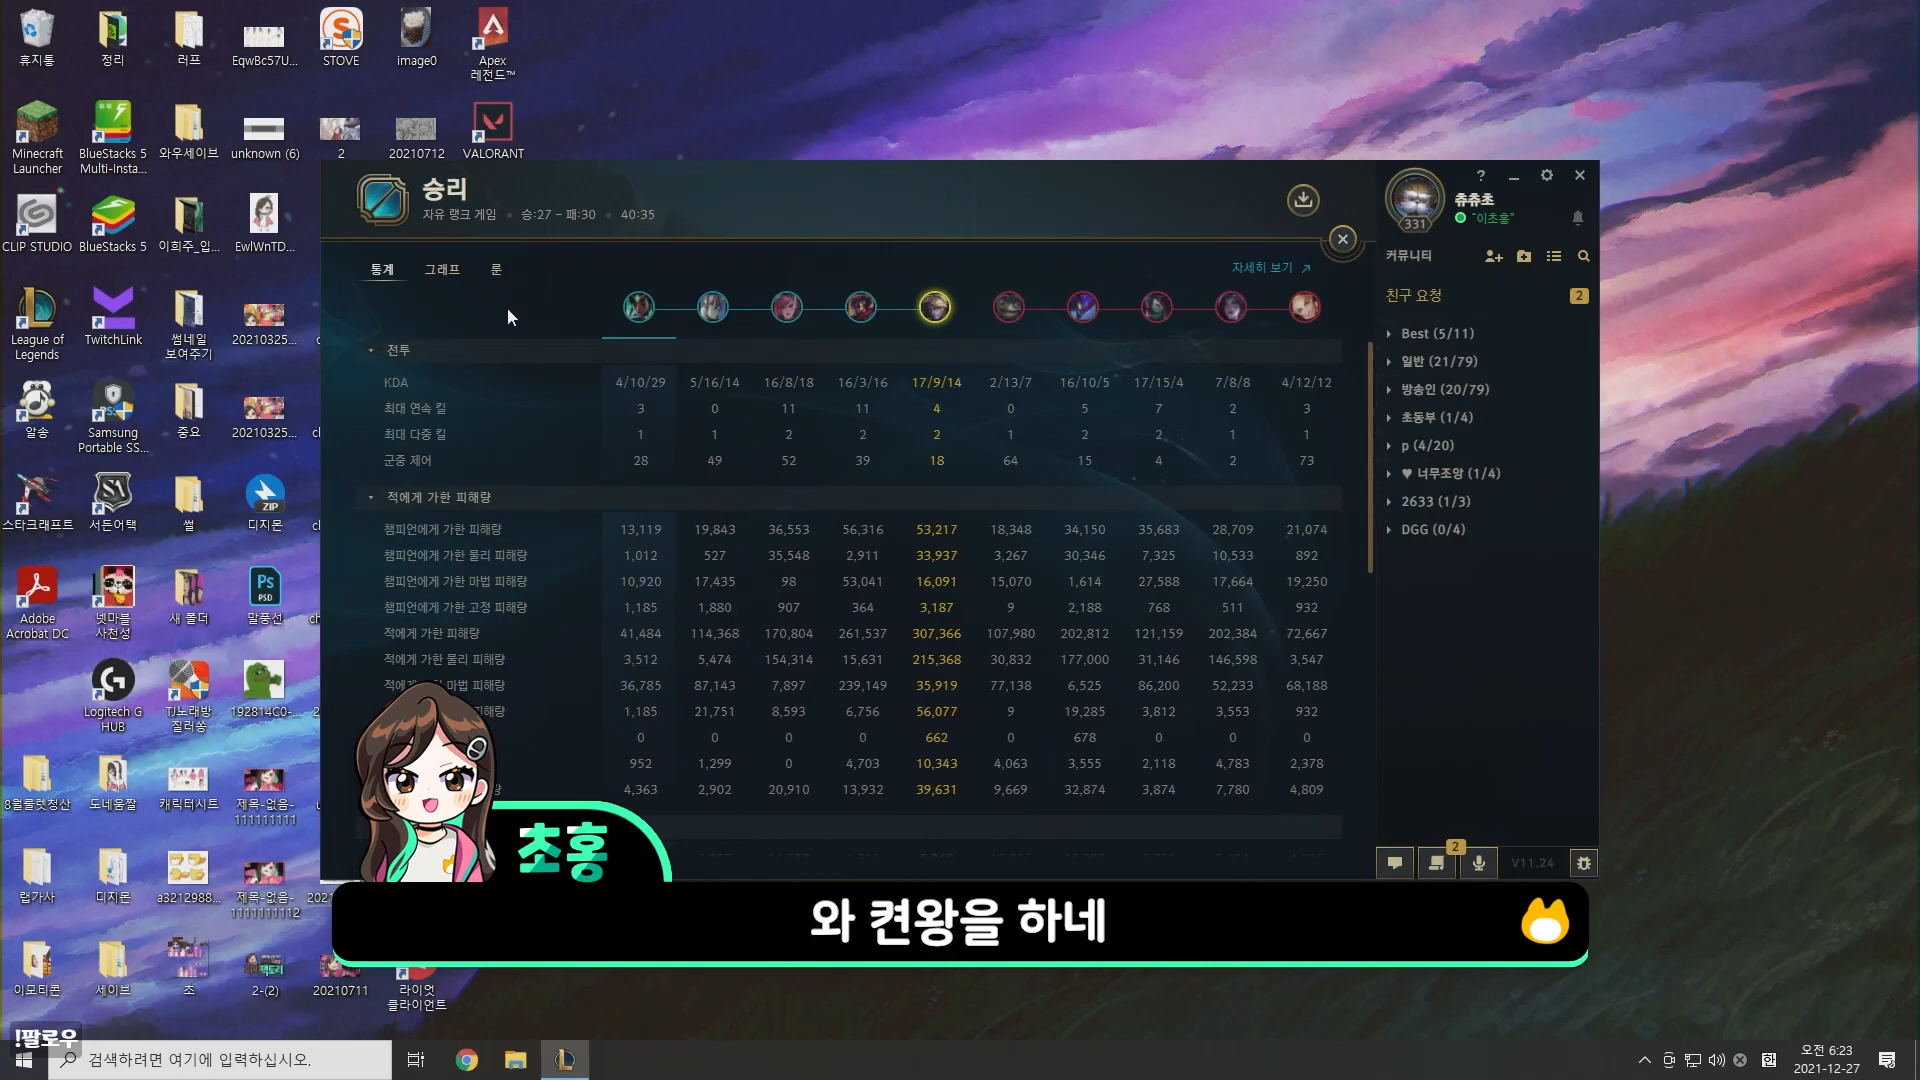 휴지통
정리
러프
EqwBc57U...
STOVE
image0
Apex
레전드™
Minecraft
Launcher
BlueStacks 5
Multi-Insta...
와우세이브
unknown (6)
2
20210712
VALORANT
CLIP STUDIO
BlueStacks 5
이희주_입...
EwlWnTD...
League of
Legends
TwitchLink
썸네일
보여주기
20210325...
알송
Samsung
Portable SS...
중요
20210325...
스타크래프트
서든어택
썰
디지몬
Adobe
Acrobat DC
넷마블
사천성
새 폴더
말풍선
Logitech G
HUB
TJ노래방
질러쏭
192814C0-...
8월룰렛정산
도네움짤
캐릭터시트
제목-없음-
111111111
랩가사
디지몬
a3212988...
제목-없음-
1111111112
이모티콘
세이브
초
2-(2)
20210711
라이엇
클라이언트
승리
자유 랭크 게임 • 승:27 - 패:30 • 40:35
통계 그래프 룬
자세히 보기
전투
KDA 4/10/29 5/16/14 16/8/18 16/3/16 17/9/14 2/13/7 16/10/5 17/15/4 7/8/8 4/12/12
최대 연속 킬 3 0 11 11 4 0 5 7 2 3
최대 다중 킬 1 1 2 2 2 1 2 2 1 1
군중 제어 28 49 52 39 18 64 15 4 2 73
적에게 가한 피해량
챔피언에게 가한 피해량 13,119 19,843 36,553 56,316 53,217 18,348 34,150 35,683 28,709 21,074
챔피언에게 가한 물리 피해량 1,012 527 35,548 2,911 33,937 3,267 30,346 7,325 10,533 892
챔피언에게 가한 마법 피해량 10,920 17,435 98 53,041 16,091 15,070 1,614 27,588 17,664 19,250
챔피언에게 가한 고정 피해량 1,185 1,880 907 364 3,187 9 2,188 768 511 932
적에게 가한 피해량 41,484 114,368 170,804 261,537 307,366 107,980 202,812 121,159 202,384 72,667
적에게 가한 물리 피해량 3,512 5,474 154,314 15,631 215,368 30,832 177,000 31,146 146,598 3,547
마법 피해량 36,785 87,143 7,897 239,149 35,919 77,138 6,525 86,200 52,233 68,188
피해량 1,185 21,751 8,593 6,756 56,077 9 19,285 3,812 3,553 932
0 0 0 0 662 0 678 0 0 0
952 1,299 0 4,703 10,343 4,063 3,555 2,118 4,783 2,378
4,363 2,902 20,910 13,932 39,631 9,669 32,874 3,874 7,780 4,809
331
츄츄초
"이초홍"
커뮤니티
친구 요청 2
Best (5/11)
일반 (21/79)
방송인 (20/79)
초동부 (1/4)
p (4/20)
♥ 너무조앙 (1/4)
2633 (1/3)
DGG (0/4)
2
V11.24
초홍
와 켠왕을 하네
!팔로우
검색하려면 여기에 입력하십시오.
한
오전 6:23
2021-12-27